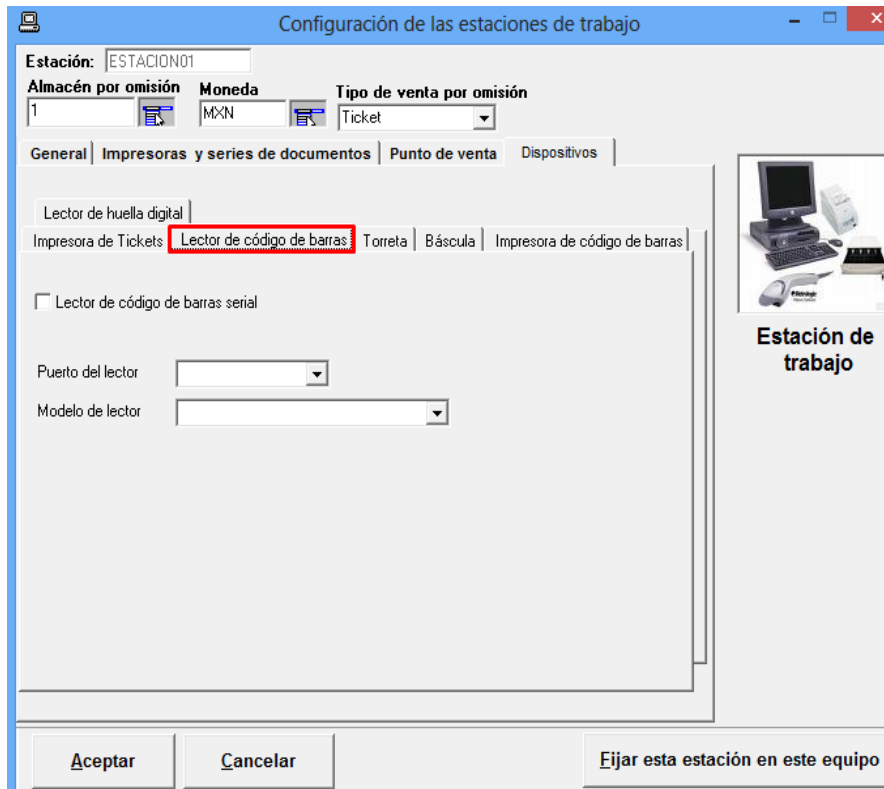 Configuración de las estaciones de trabajo
Estación: ESTACION01
Almacén por omisión Moneda Tipo de venta por omisión
1 MXN Ticket
General Impresoras y series de documentos Punto de venta Dispositivos
Lector de huella digital
Impresora de Tickets Lector de código de barras Torreta Báscula Impresora de código de barras
Lector de código de barras serial
Puerto del lector
Modelo de lector
Estación de
trabajo
Aceptar Cancelar Fijar esta estación en este equipo